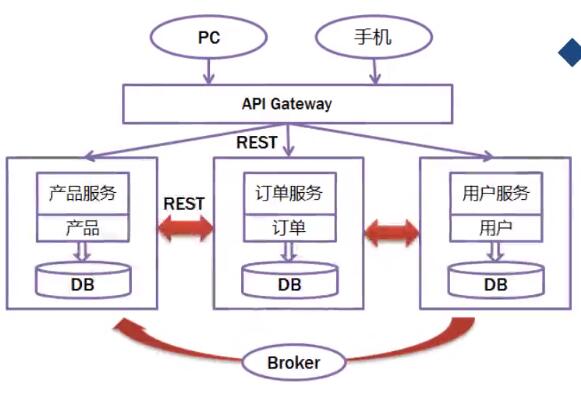 PC
手机
API Gateway
REST
产品服务
产品
DB
REST
订单服务
订单
DB
用户服务
用户
DB
Broker